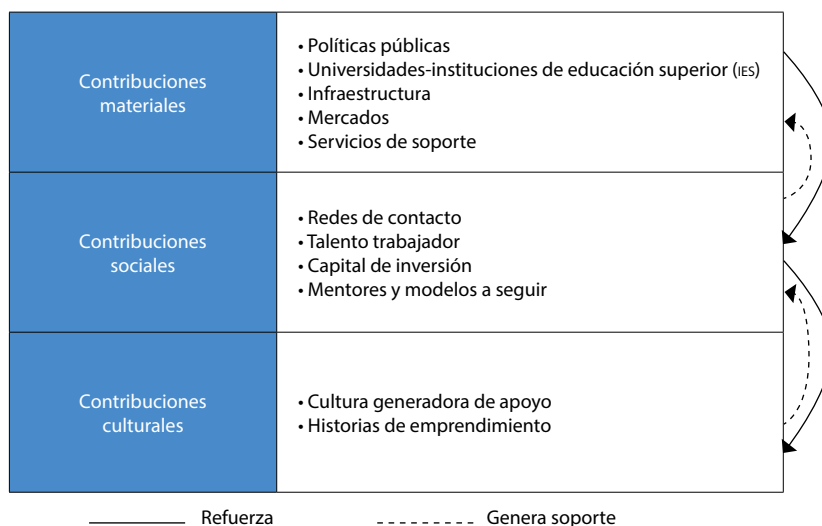 Contribuciones
materiales
• Políticas públicas
• Universidades-instituciones de educación superior (IES)
• Infraestructura
• Mercados
• Servicios de soporte
Contribuciones
sociales
• Redes de contacto
• Talento trabajador
• Capital de inversión
• Mentores y modelos a seguir
Contribuciones
culturales
• Cultura generadora de apoyo
• Historias de emprendimiento
Refuerza
Genera soporte